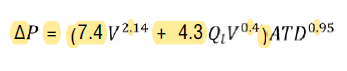 ΔP = (7.4 V^2.14 + 4.3 Q_l V^0.4)ATD^0.95